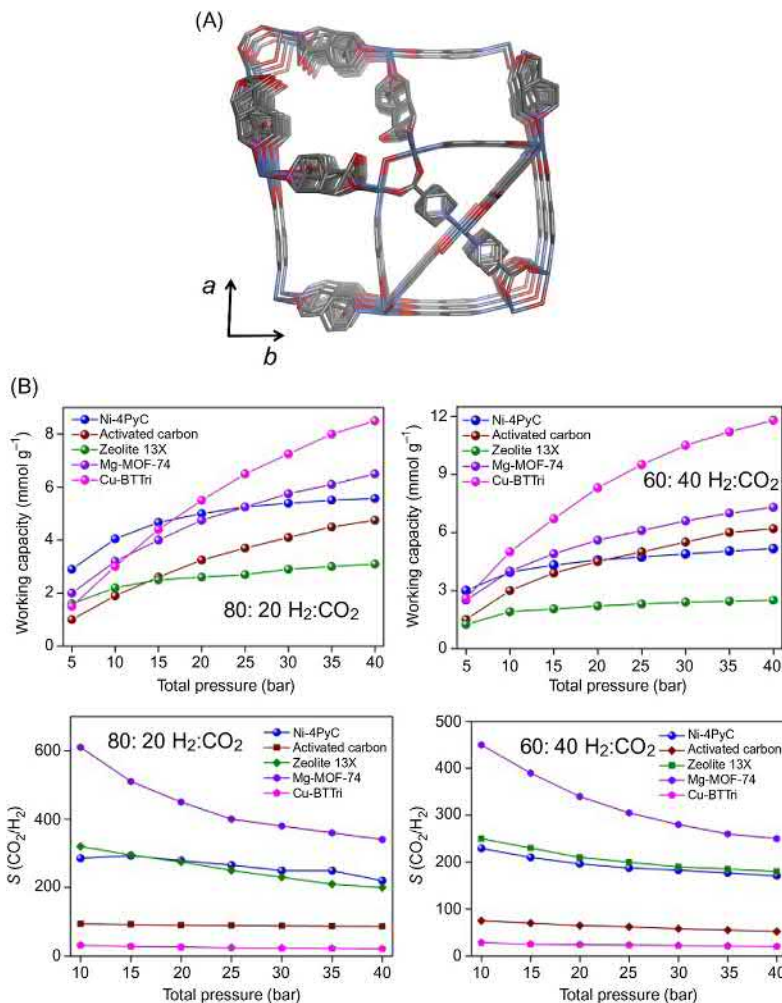 (A)
a
b
(B)
Ni-4PyC
Activated carbon
Zeolite 13X
Mg-MOF-74
Cu-BTTri
80: 20 H₂:CO₂
Working capacity (mmol g⁻¹)
8
6
4
2
0
5 10 15 20 25 30 35 40
Total pressure (bar)
Ni-4PyC
Activated carbon
Zeolite 13X
Mg-MOF-74
Cu-BTTri
60: 40 H₂:CO₂
Working capacity (mmol g⁻¹)
12
9
6
3
0
5 10 15 20 25 30 35 40
Total pressure (bar)
80: 20 H₂:CO₂
Ni-4PyC
Activated carbon
Zeolite 13X
Mg-MOF-74
Cu-BTTri
S (CO₂/H₂)
600
400
200
0
10 15 20 25 30 35 40
Total pressure (bar)
60: 40 H₂:CO₂
Ni-4PyC
Activated carbon
Zeolite 13X
Mg-MOF-74
Cu-BTTri
S (CO₂/H₂)
500
400
300
200
100
0
10 15 20 25 30 35 40
Total pressure (bar)